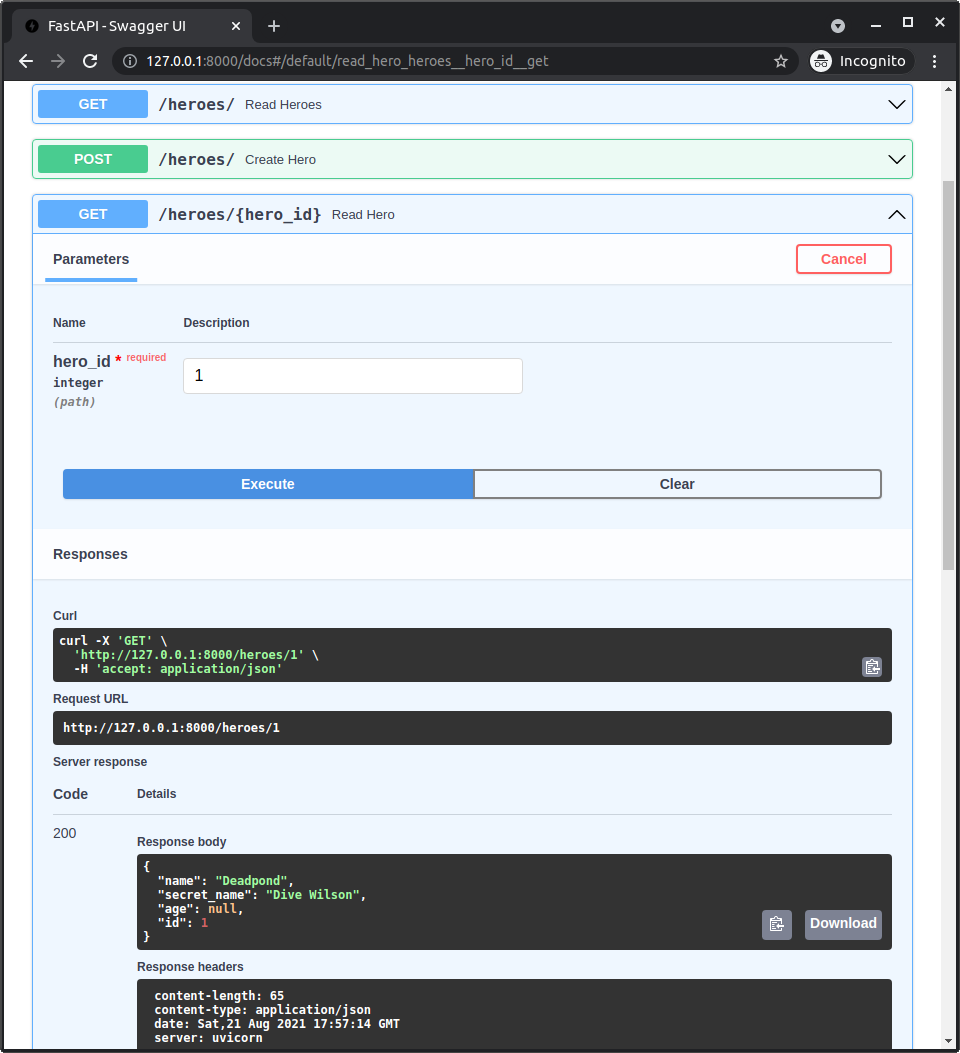 FastAPI - Swagger UI
127.0.0.1:8000/docs#/default/read_hero_heroes__hero_id__get
Incognito
GET /heroes/ Read Heroes
POST /heroes/ Create Hero
GET /heroes/{hero_id} Read Hero
Parameters Cancel
Name Description
hero_id * required
integer
(path)
1
Execute Clear
Responses
Curl
curl -X 'GET' \
'http://127.0.0.1:8000/heroes/1' \
-H 'accept: application/json'
Request URL
http://127.0.0.1:8000/heroes/1
Server response
Code Details
200
Response body
{
"name": "Deadpond",
"secret_name": "Dive Wilson",
"age": null,
"id": 1
}
Download
Response headers
content-length: 65
content-type: application/json
date: Sat,21 Aug 2021 17:57:14 GMT
server: uvicorn